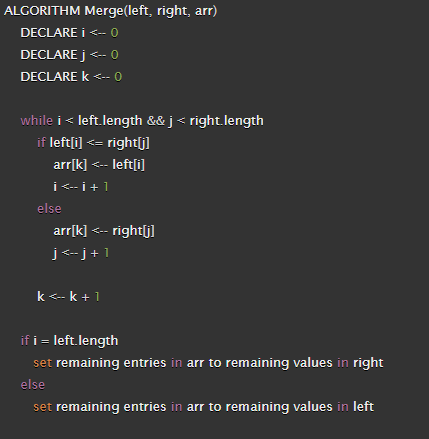 ALGORITHM Merge(left, right, arr)
DECLARE i <-- 0
DECLARE j <-- 0
DECLARE k <-- 0
while i < left.length && j < right.length
if left[i] <= right[j]
arr[k] <-- left[i]
i <-- i + 1
else
arr[k] <-- right[j]
j <-- j + 1
k <-- k + 1
if i = left.length
set remaining entries in arr to remaining values in right
else
set remaining entries in arr to remaining values in left